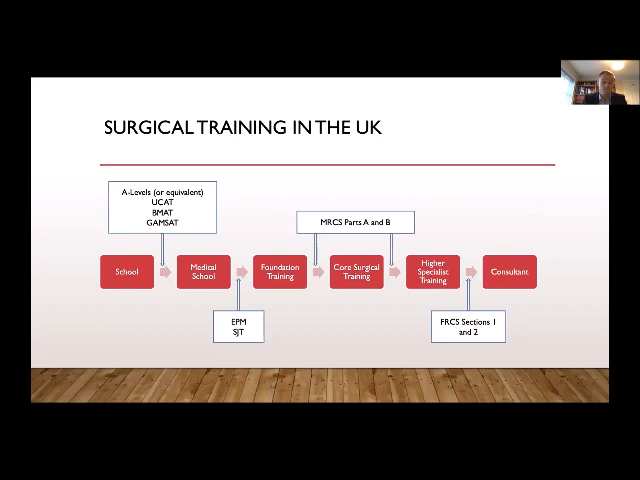 SURGICAL TRAINING IN THE UK
A-Levels (or equivalent)
UCAT
BMAT
GAMSAT
MRCS Parts A and B
School
Medical
School
Foundation
Training
Core Surgical
Training
Higher
Specialist
Training
Consultant
EPM
SJT
FRCS Sections 1
and 2